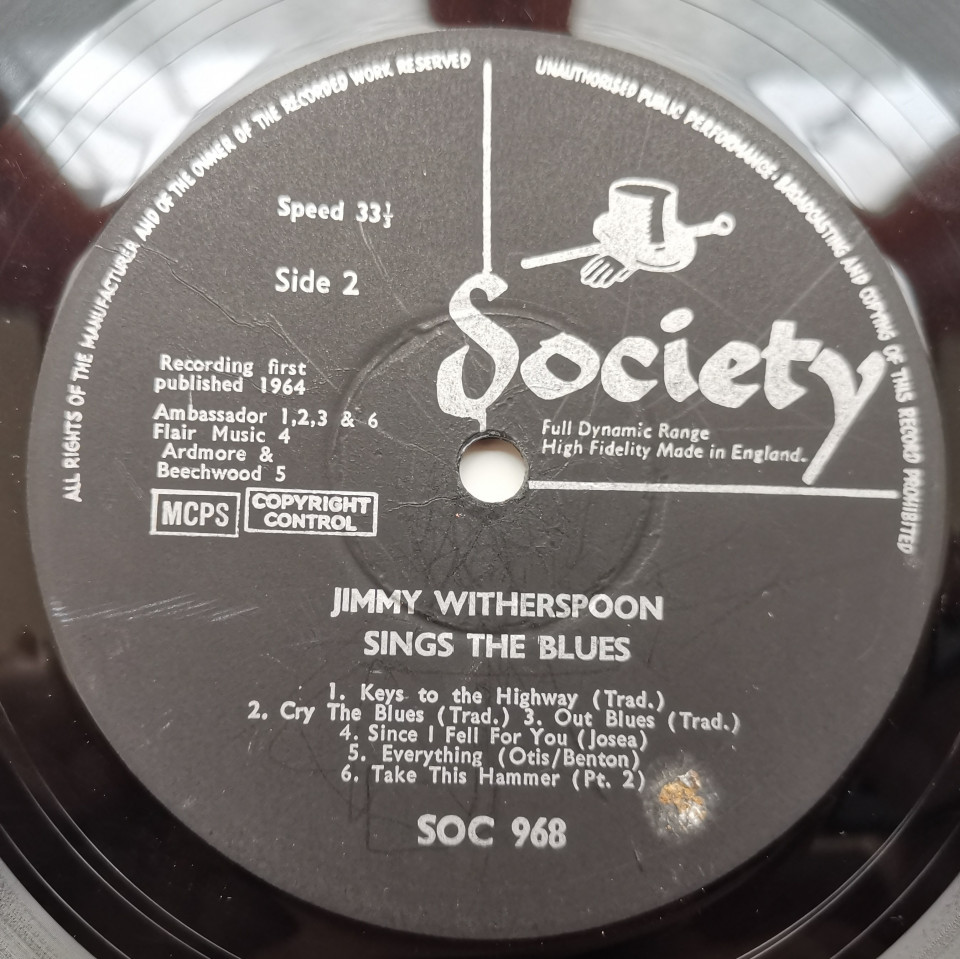 ALL RIGHTS OF THE MANUFACTURER AND OF THE OWNER OF THE RECORDED WORK RESERVED
UNAUTHORISED PUBLIC PERFORMANCE· BROADCASTING AND COPYING OF THIS RECORD PROHIBITED
Speed 33⅓
Side 2
Society
Full Dynamic Range
High Fidelity Made in England.
Recording first
published 1964
Ambassador 1,2,3 & 6
Flair Music 4
Ardmore &
Beechwood 5
MCPS
COPYRIGHT
CONTROL
JIMMY WITHERSPOON
SINGS THE BLUES
1. Keys to the Highway (Trad.)
2. Cry The Blues (Trad.) 3. Out Blues (Trad.)
4. Since I Fell For You (Josea)
5. Everything (Otis/Benton)
6. Take This Hammer (Pt. 2)
SOC 968